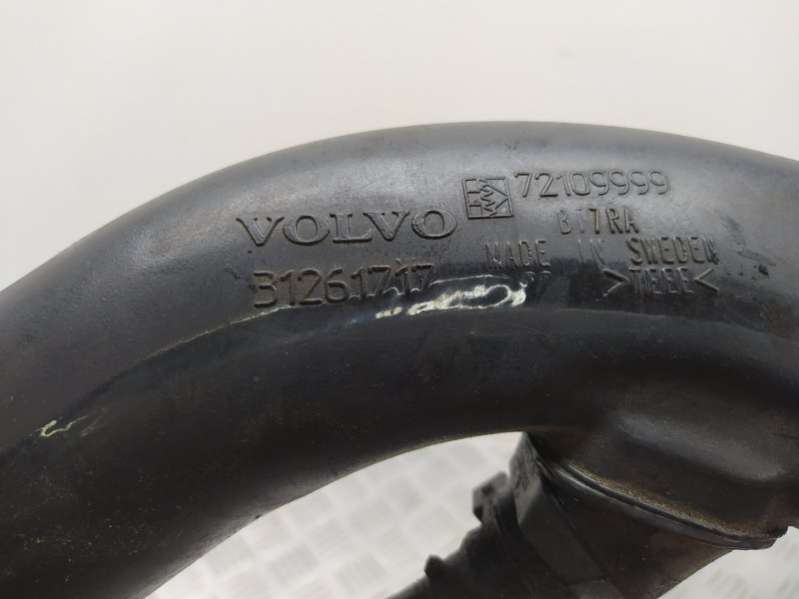 VOLVO
31261717
72109999
B17RA
MADE IN SWEDEN
>TEEE<